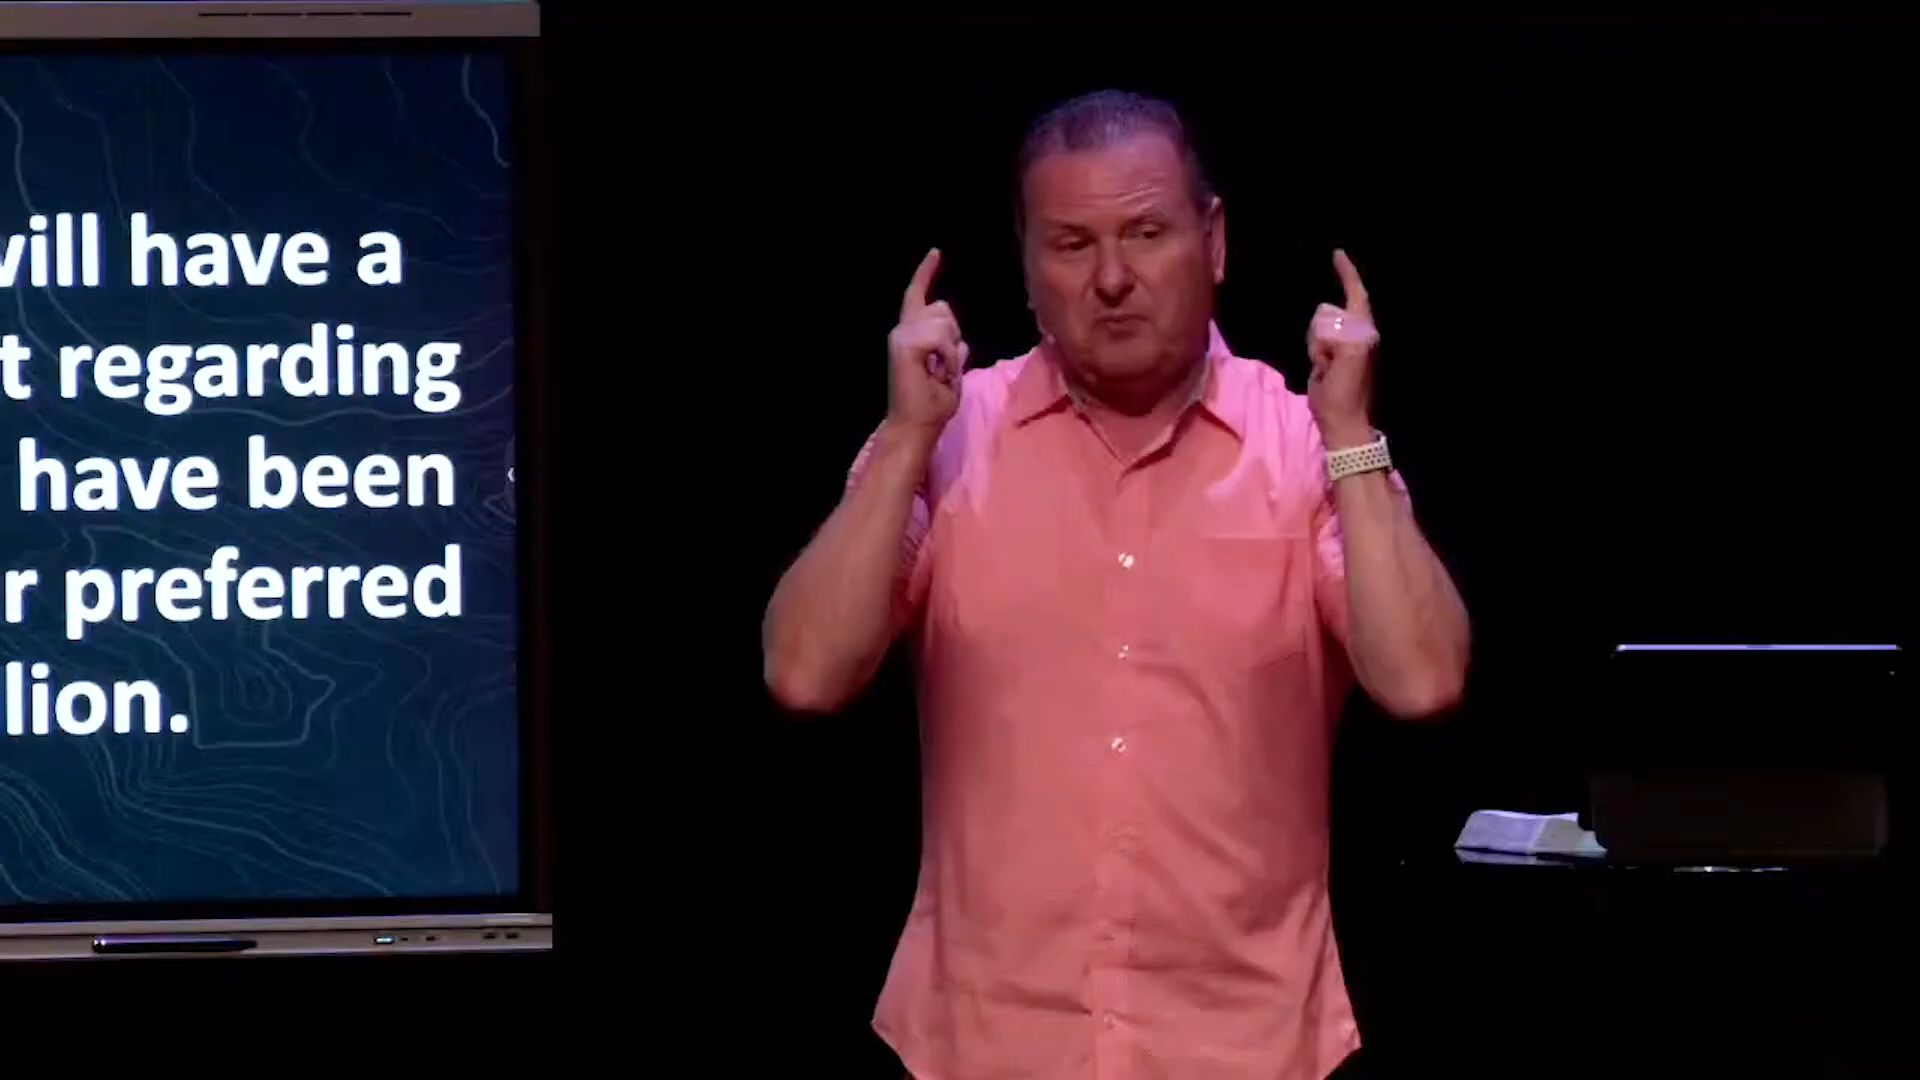 will have a
t regarding
have been
r preferred
lion.